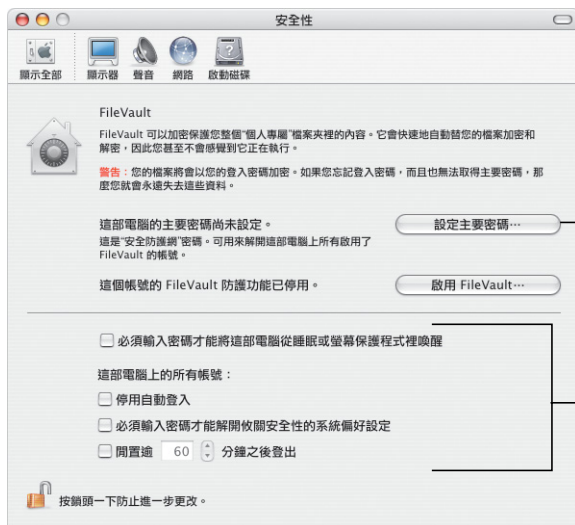 安全性
顯示全部 顯示器 聲音 網路 啟動磁碟
FileVault
FileVault 可以加密保護您整個"個人專屬"檔案夾裡的內容。它會快速地自動替您的檔案加密和
解密，因此您甚至不會感覺到它正在執行。
警告：您的檔案將會以您的登入密碼加密。如果您忘記登入密碼，而且也無法取得主要密碼，那
麼您就會永遠失去這些資料。
這部電腦的主要密碼尚未設定。
設定主要密碼…
這是"安全防護網"密碼。可用來解開這部電腦上所有啟用了
FileVault 的帳號。
這個帳號的 FileVault 防護功能已停用。
啟用 FileVault…
必須輸入密碼才能將這部電腦從睡眠或螢幕保護程式裡喚醒
這部電腦上的所有帳號：
停用自動登入
必須輸入密碼才能解開攸關安全性的系統偏好設定
閒置逾 60 分鐘之後登出
按鎖頭一下防止進一步更改。